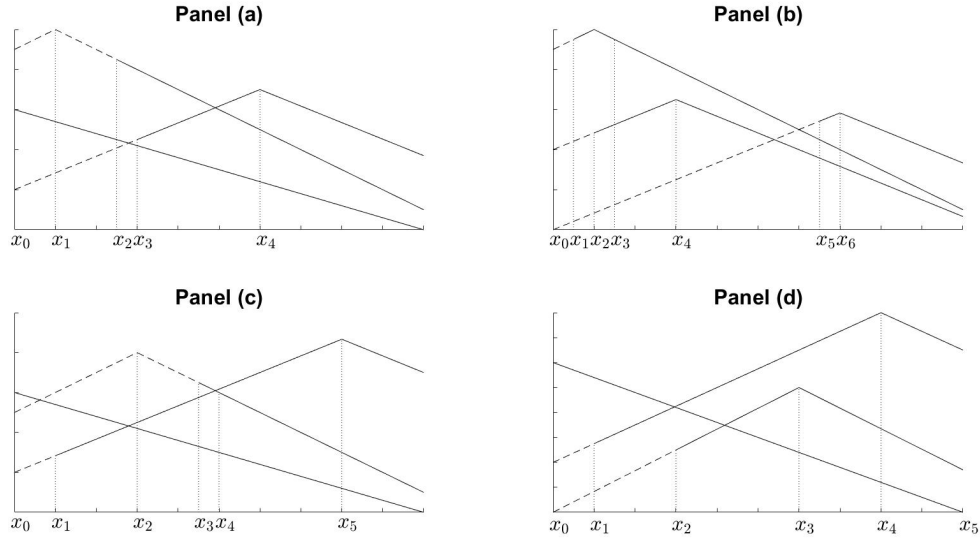 Panel (a)
x0 x1 x2 x3 x4
Panel (b)
x0 x1 x2 x3 x4 x5 x6
Panel (c)
x0 x1 x2 x3 x4 x5
Panel (d)
x0 x1 x2 x3 x4 x5